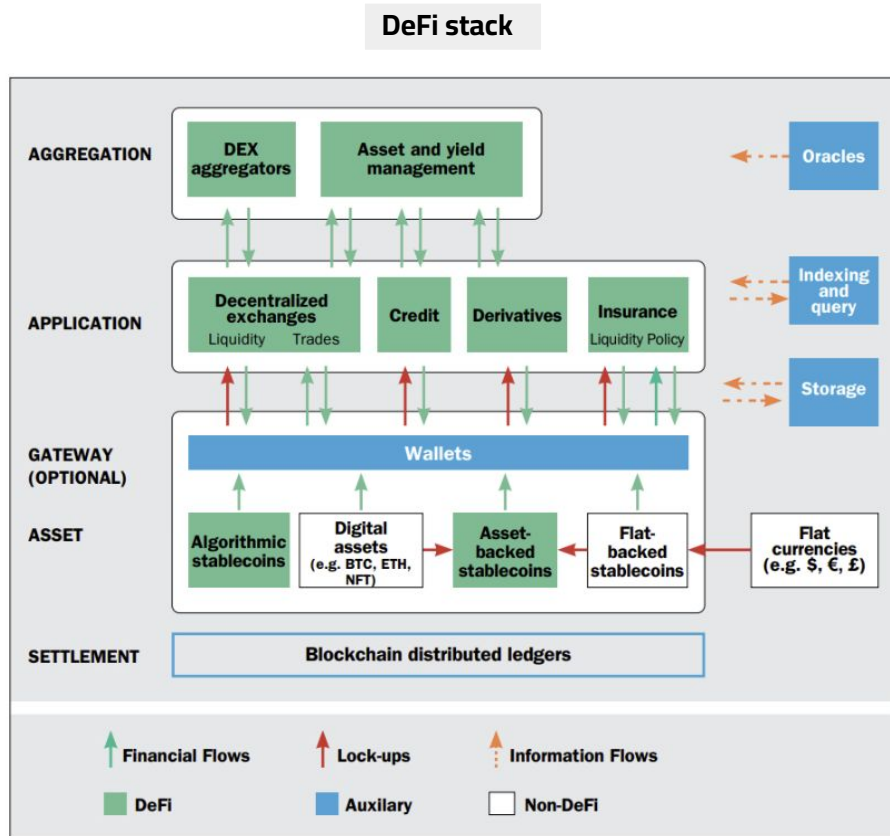 DeFi stack
AGGREGATION
DEX
aggregators
Asset and yield
management
Oracles
APPLICATION
Decentralized
exchanges
Liquidity Trades
Credit
Derivatives
Insurance
Liquidity Policy
Indexing
and
query
Storage
GATEWAY
(OPTIONAL)
Wallets
ASSET
Algorithmic
stablecoins
Digital
assets
(e.g. BTC, ETH,
NFT)
Asset-
backed
stablecoins
Flat-
backed
stablecoins
Flat
currencies
(e.g. $, €, £)
SETTLEMENT
Blockchain distributed ledgers
Financial Flows
Lock-ups
Information Flows
DeFi
Auxilary
Non-DeFi